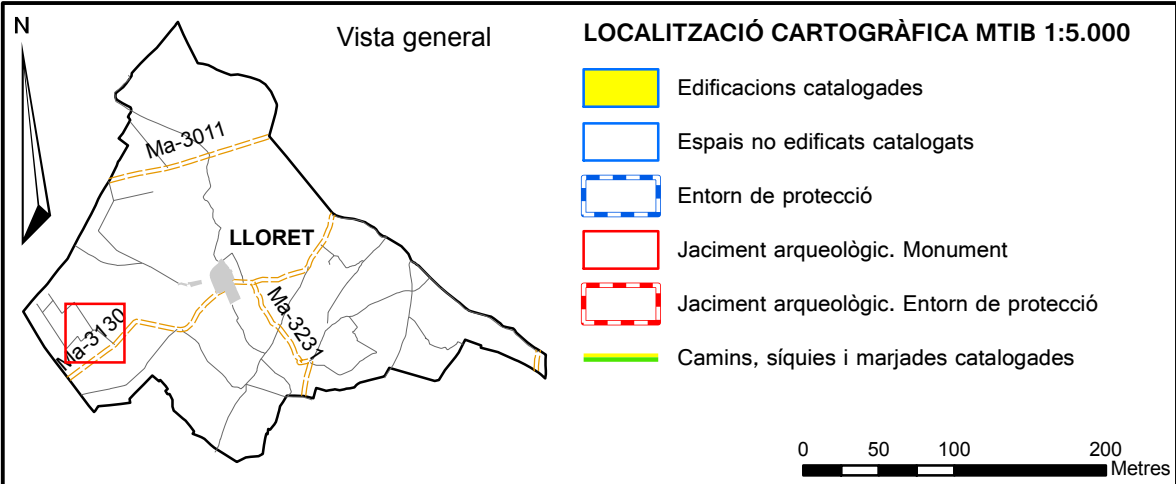 N
Vista general
Ma-3011
LLORET
Ma-3231
Ma-3130
LOCALITZACIÓ CARTOGRÀFICA MTIB 1:5.000
Edificacions catalogades
Espais no edificats catalogats
Entorn de protecció
Jaciment arqueològic. Monument
Jaciment arqueològic. Entorn de protecció
Camins, síquies i marjades catalogades
0 50 100 200
Metres